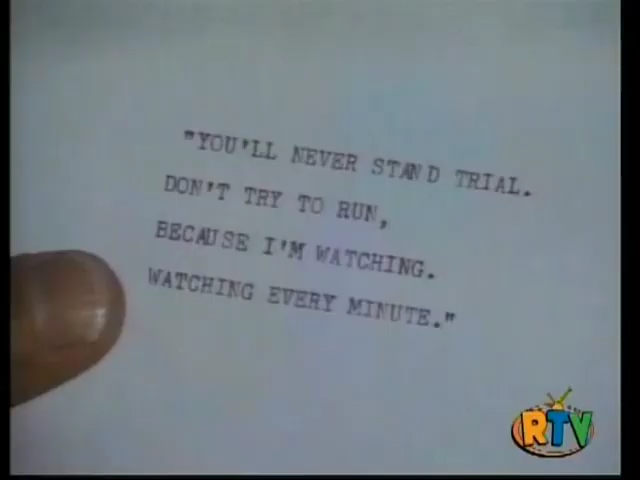 "YOU'LL NEVER STAND TRIAL.
DON'T TRY TO RUN,
BECAUSE I'M WATCHING.
WATCHING EVERY MINUTE."
RTV